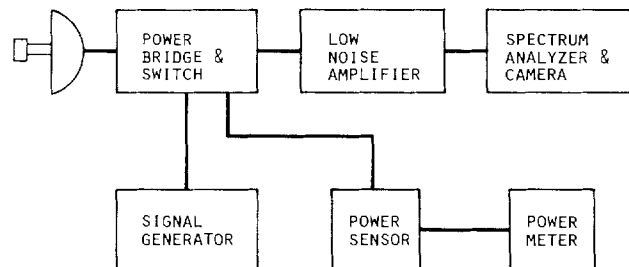 POWER
BRIDGE &
SWITCH
LOW
NOISE
AMPLIFIER
SPECTRUM
ANALYZER &
CAMERA
SIGNAL
GENERATOR
POWER
SENSOR
POWER
METER